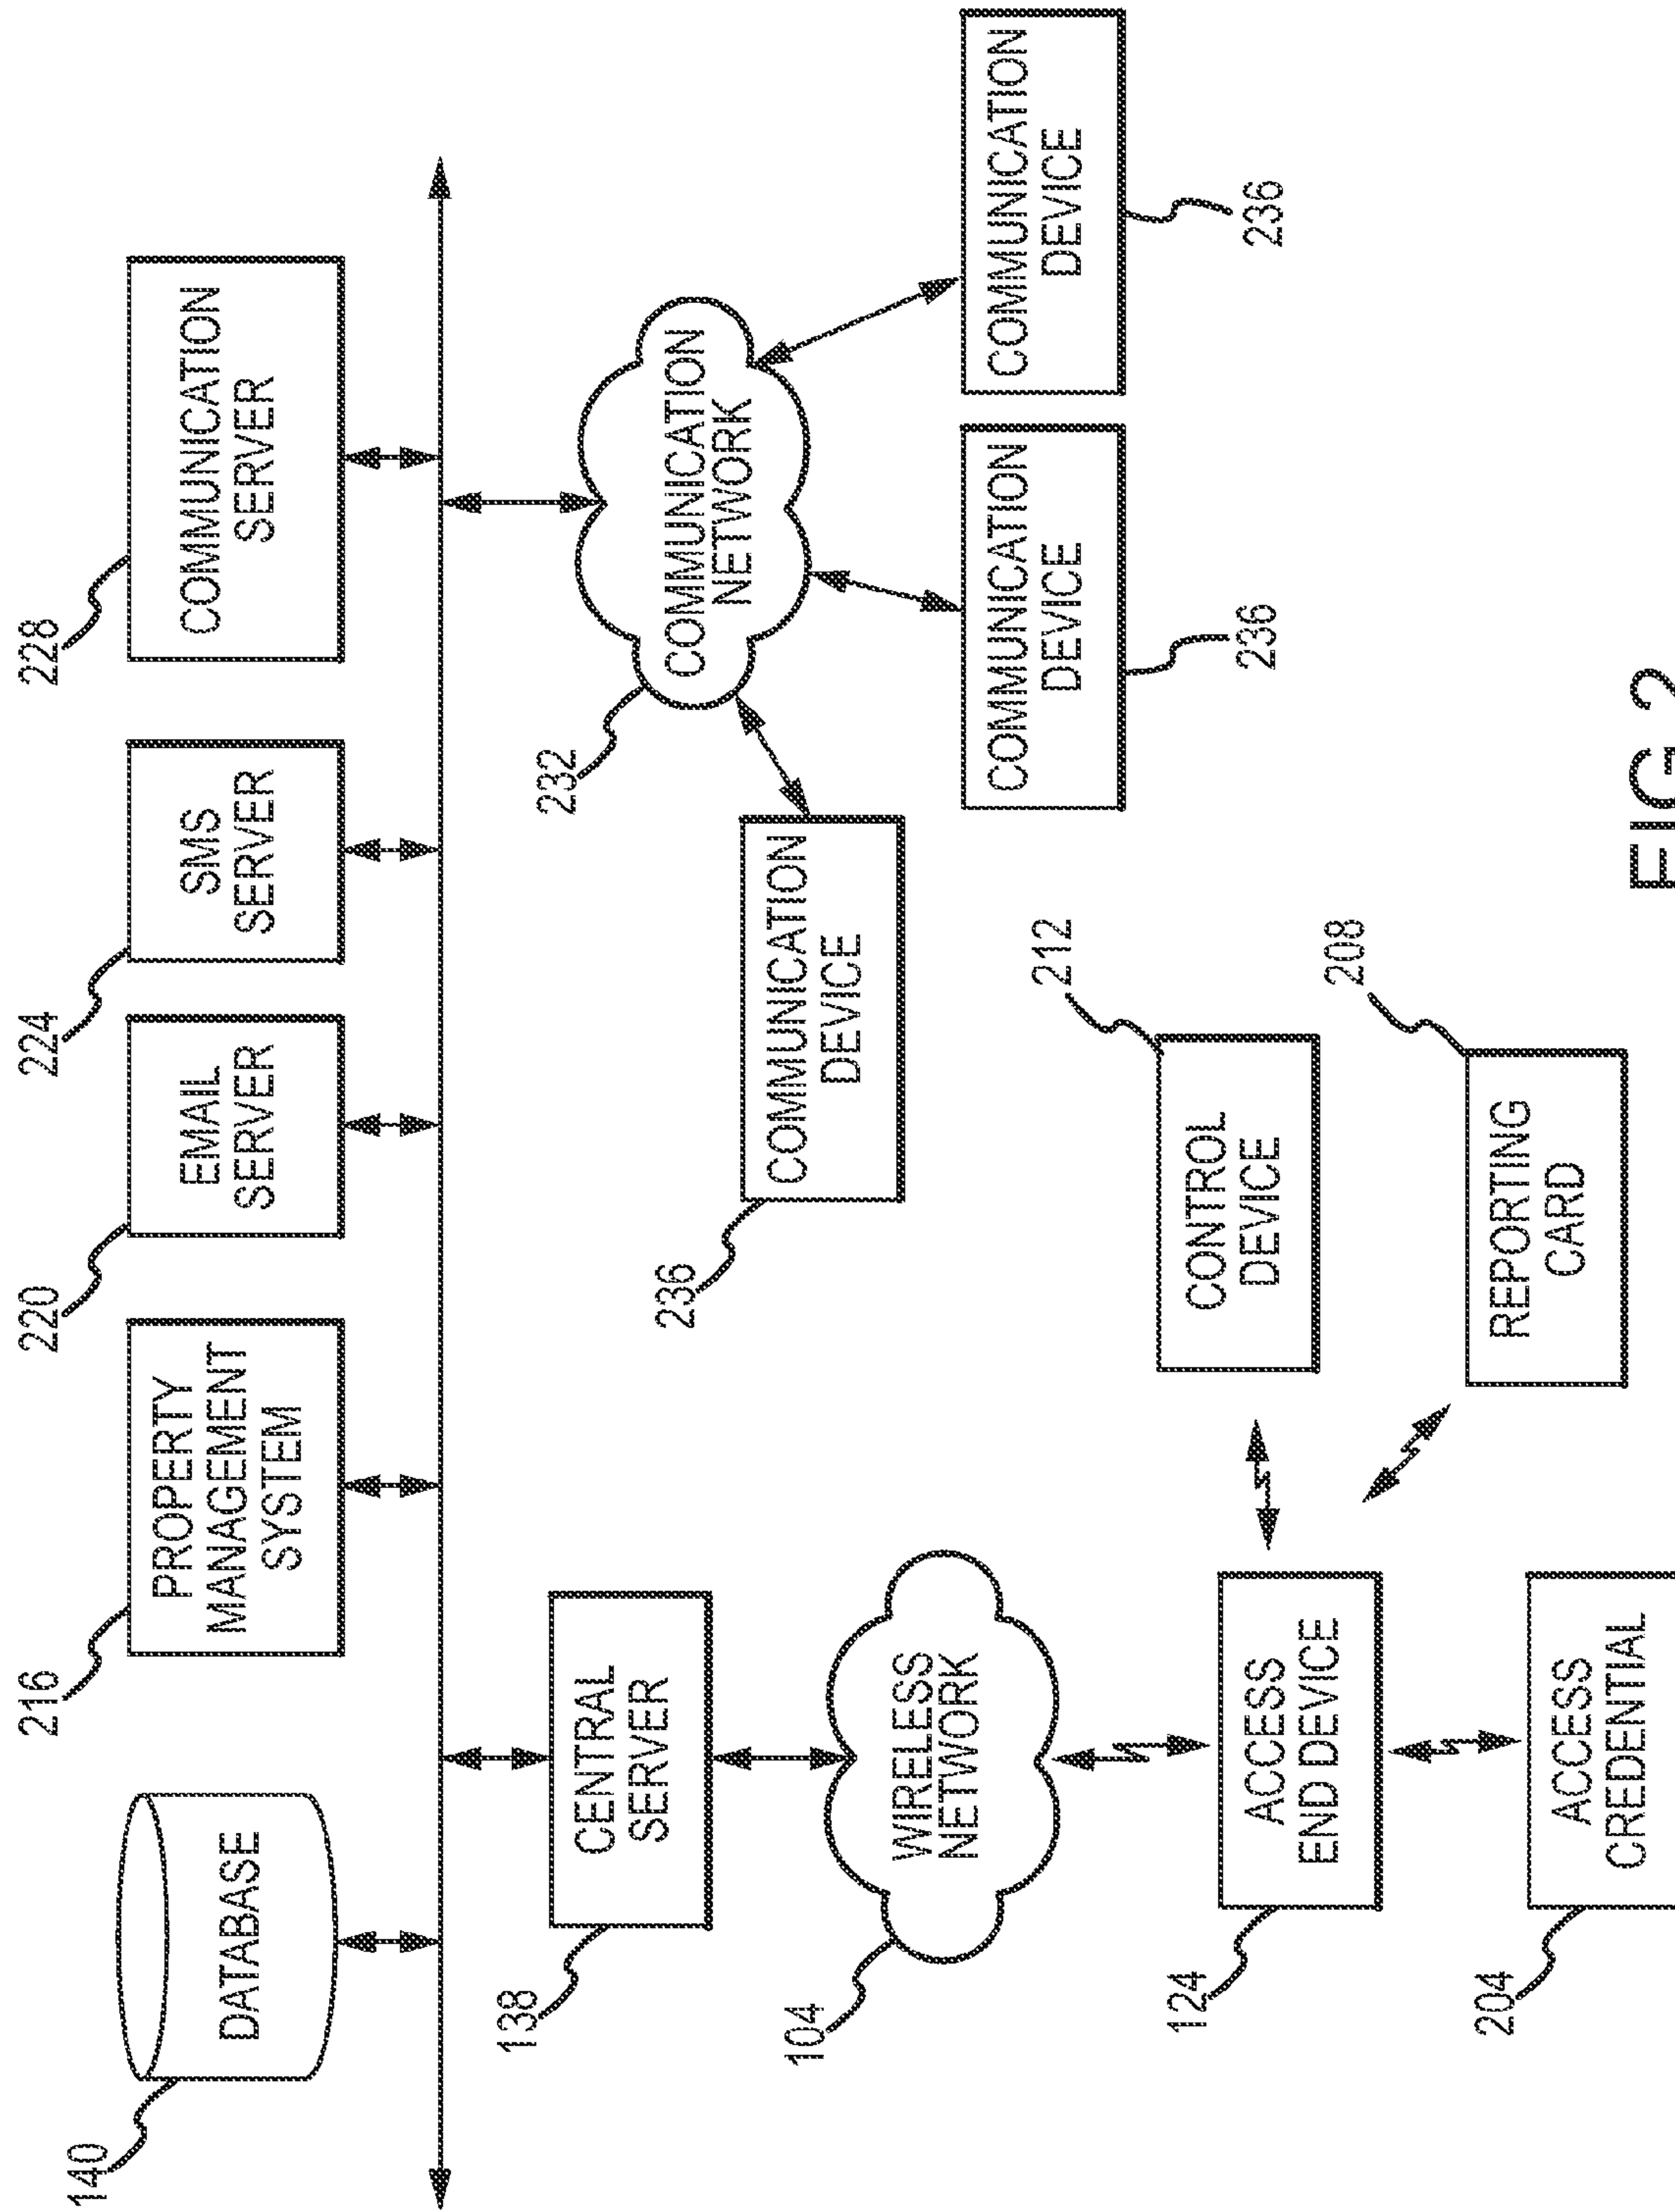 140
DATABASE
216
PROPERTY
MANAGEMENT
SYSTEM
220
EMAIL
SERVER
224
SMS
SERVER
228
COMMUNICATION
SERVER
138
CENTRAL
SERVER
104
WIRELESS
NETWORK
232
COMMUNICATION
NETWORK
236
COMMUNICATION
DEVICE
COMMUNICATION
DEVICE
236
COMMUNICATION
DEVICE
236
124
ACCESS
END DEVICE
204
ACCESS
CREDENTIAL
CONTROL
DEVICE
212
REPORTING
CARD
208
FIG.2